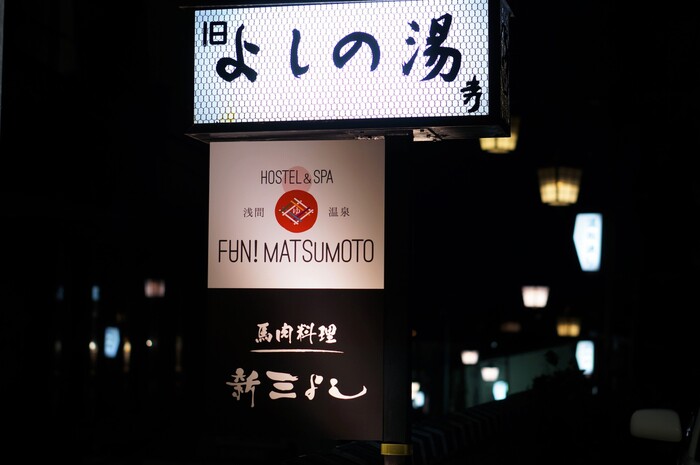 旧よしの湯
HOSTEL & SPA
浅間 ゆ 温泉
FUN! MATSUMOTO
馬肉料理
新三よし